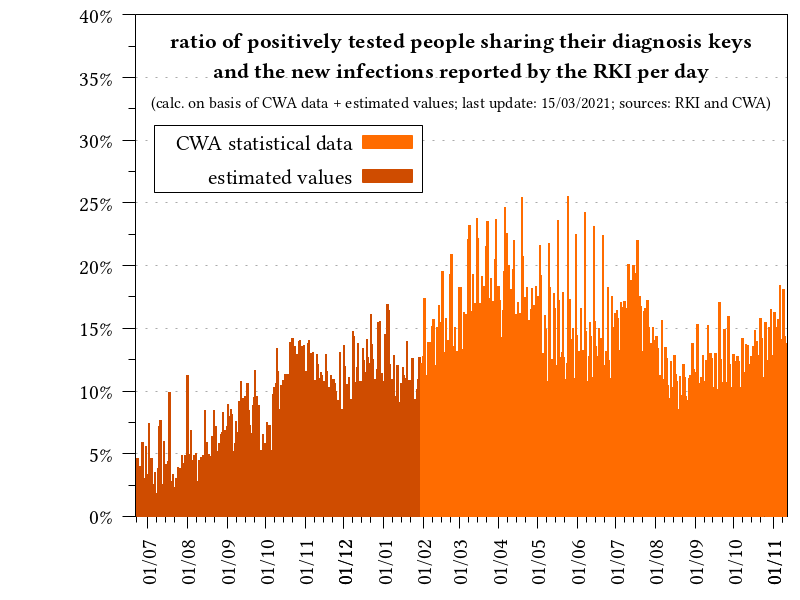 40%
ratio of positively tested people sharing their diagnosis keys
and the new infections reported by the RKI per day
35%
(calc. on basis of CWA data + estimated values; last update: 15/03/2021; sources: RKI and CWA)
30%
CWA statistical data
estimated values
25%
20%
15%
10%
5%
0%
01/07 01/08 01/09 01/10 01/11 01/12 01/01 01/02 01/03 01/04 01/05 01/06 01/07 01/08 01/09 01/10 01/11